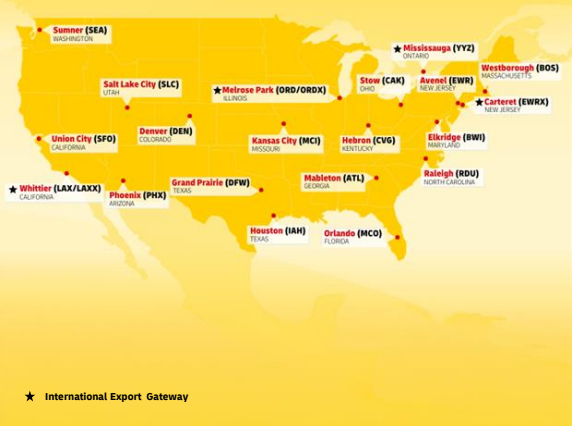 Sumner (SEA)
WASHINGTON
★ Mississauga (YYZ)
ONTARIO
Westborough (BOS)
MASSACHUSETTS
Stow (CAK)
OHIO
Avenel (EWR)
NEW JERSEY
Salt Lake City (SLC)
UTAH
★ Melrose Park (ORD/ORDX)
ILLINOIS
★ Carteret (EWRX)
NEW JERSEY
Denver (DEN)
COLORADO
Union City (SFO)
CALIFORNIA
Kansas City (MCI)
MISSOURI
Hebron (CVG)
KENTUCKY
Elkridge (BWI)
MARYLAND
Raleigh (RDU)
NORTH CAROLINA
★ Whittier (LAX/LAXX)
CALIFORNIA
Phoenix (PHX)
ARIZONA
Grand Prairie (DFW)
TEXAS
Mableton (ATL)
GEORGIA
Houston (IAH)
TEXAS
Orlando (MCO)
FLORIDA
★ International Export Gateway